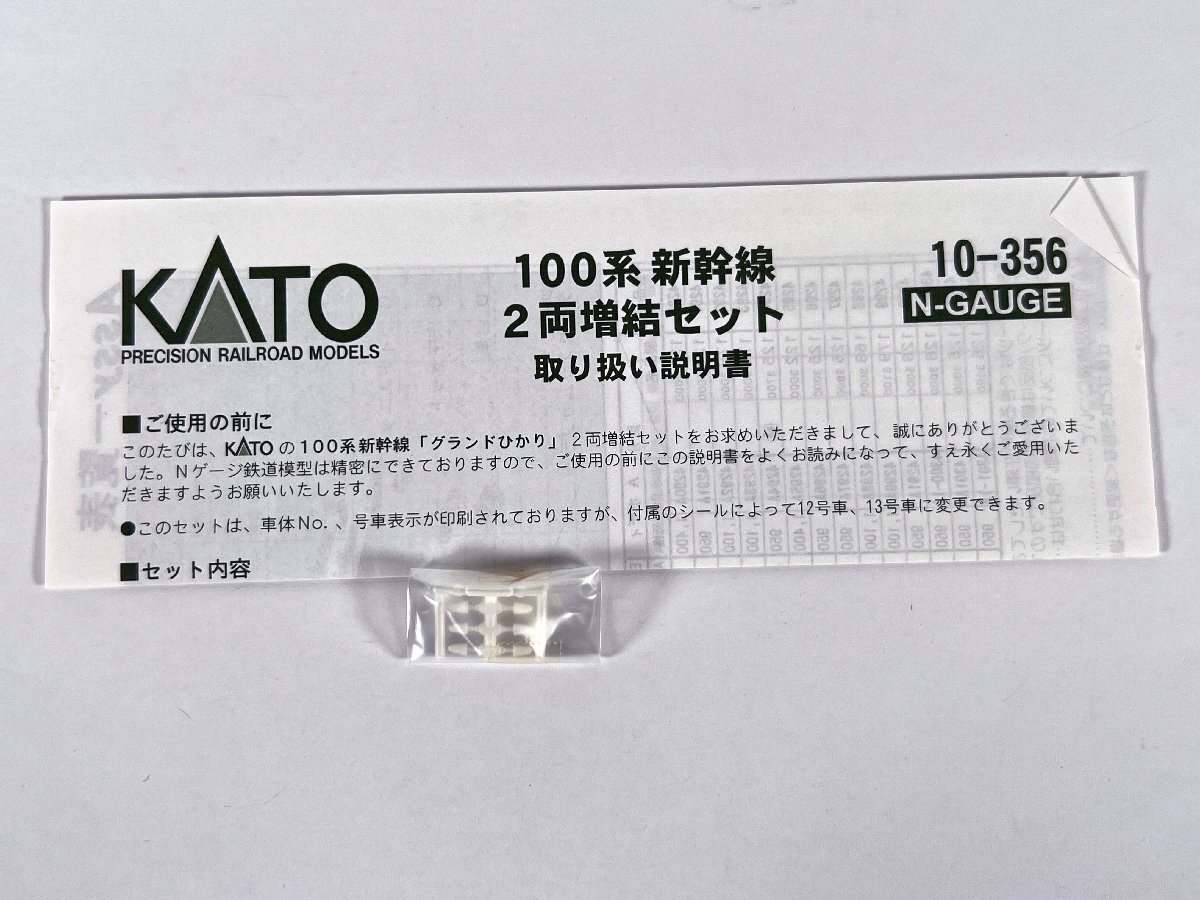 KATO
PRECISION RAILROAD MODELS
100系 新幹線
2両増結セット
取り扱い説明書
10-356
N-GAUGE
■ご使用の前に
このたびは、KATOの100系新幹線「グランドひかり」2両増結セットをお求めいただきまして、誠にありがとうございま
した。Nゲージ鉄道模型は精密にできておりますので、ご使用の前にこの説明書をよくお読みになって、すえ永くご愛用いた
だきますようお願いいたします。
●このセットは、車体No.、号車表示が印刷されておりますが、付属のシールによって12号車、13号車に変更できます。
■セット内容